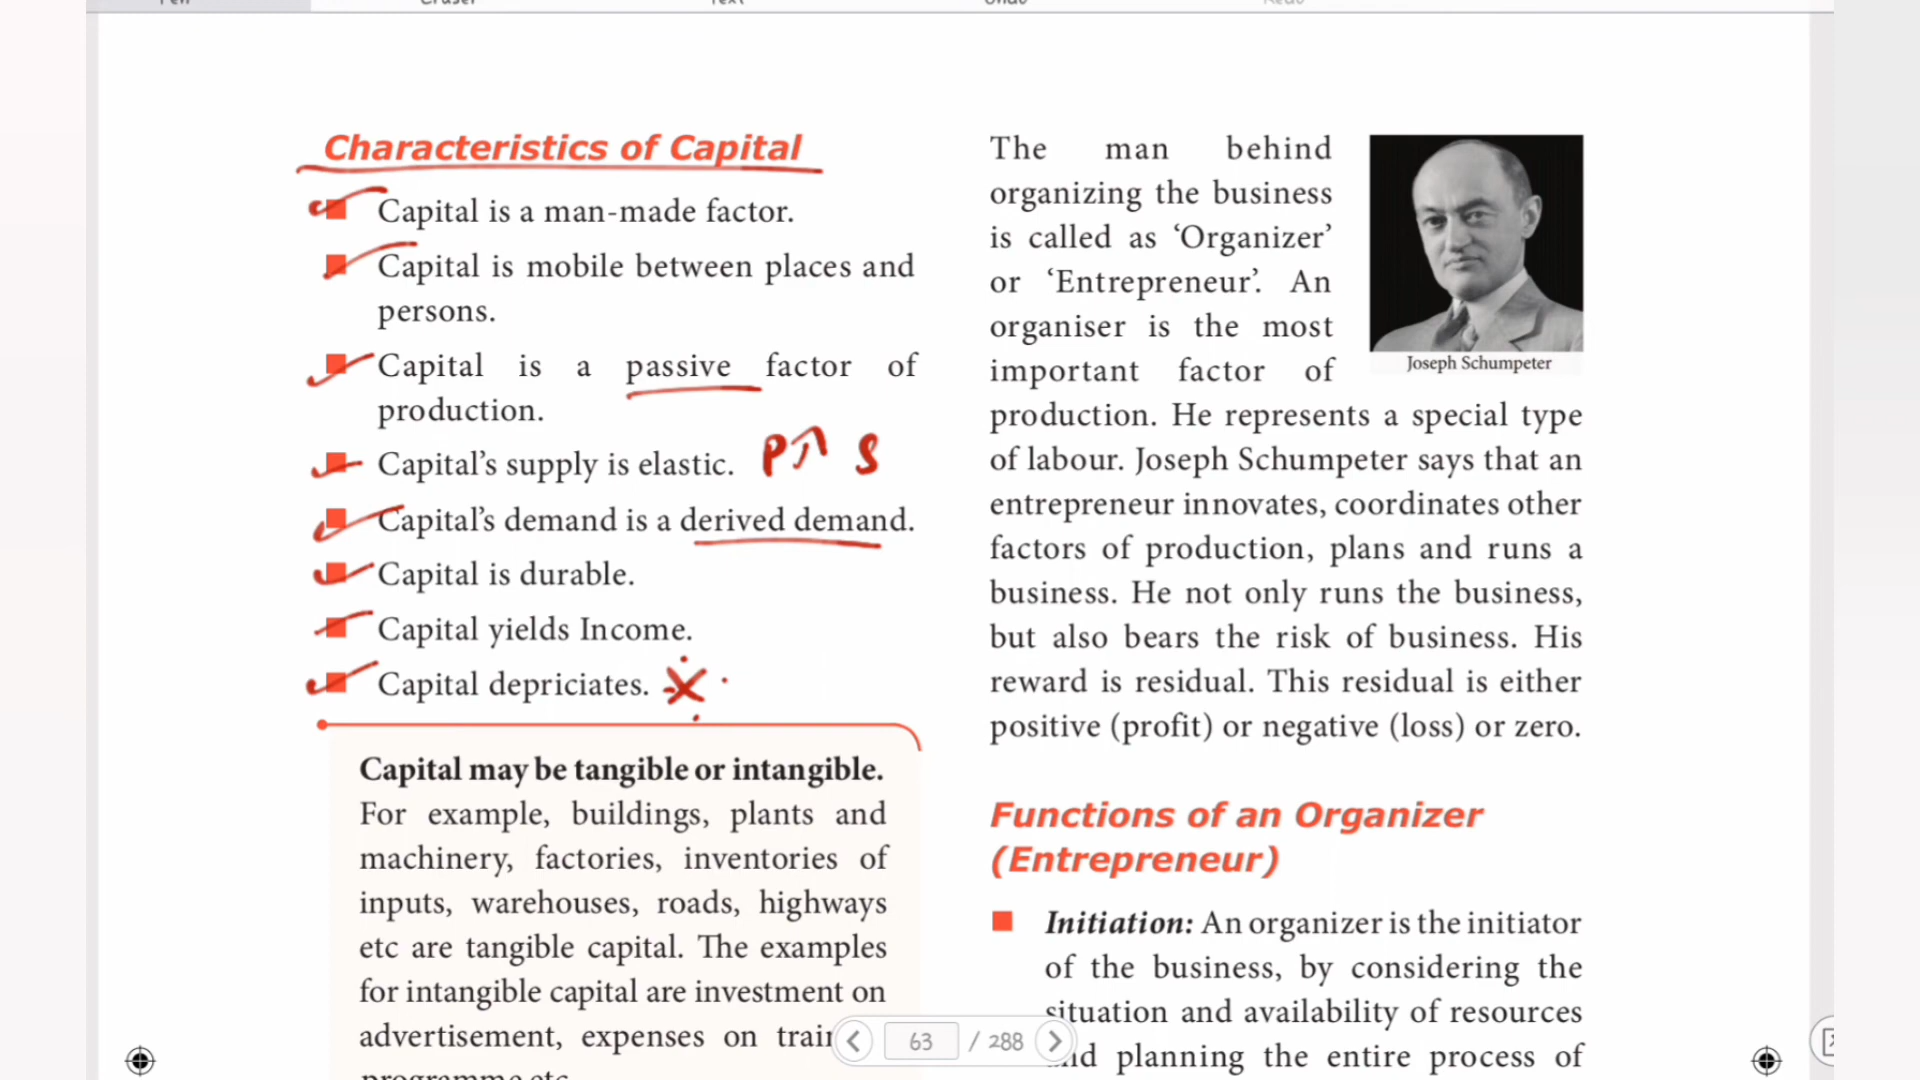 Characteristics of Capital
Capital is a man-made factor.
Capital is mobile between places and
persons.
Capital is a passive factor of
production.
Capital’s supply is elastic. P↑ S
Capital’s demand is a derived demand.
Capital is durable.
Capital yields Income.
Capital depriciates.
Capital may be tangible or intangible.
For example, buildings, plants and
machinery, factories, inventories of
inputs, warehouses, roads, highways
etc are tangible capital. The examples
for intangible capital are investment on
advertisement, expenses on
The man behind
organizing the business
is called as ‘Organizer’
or ‘Entrepreneur’. An
organiser is the most
important factor of
production. He represents a special type
of labour. Joseph Schumpeter says that an
entrepreneur innovates, coordinates other
factors of production, plans and runs a
business. He not only runs the business,
but also bears the risk of business. His
reward is residual. This residual is either
positive (profit) or negative (loss) or zero.
Joseph Schumpeter
Functions of an Organizer
(Entrepreneur)
Initiation: An organizer is the initiator
of the business, by considering the
situation and availability of resources
planning the entire process of
63 / 288